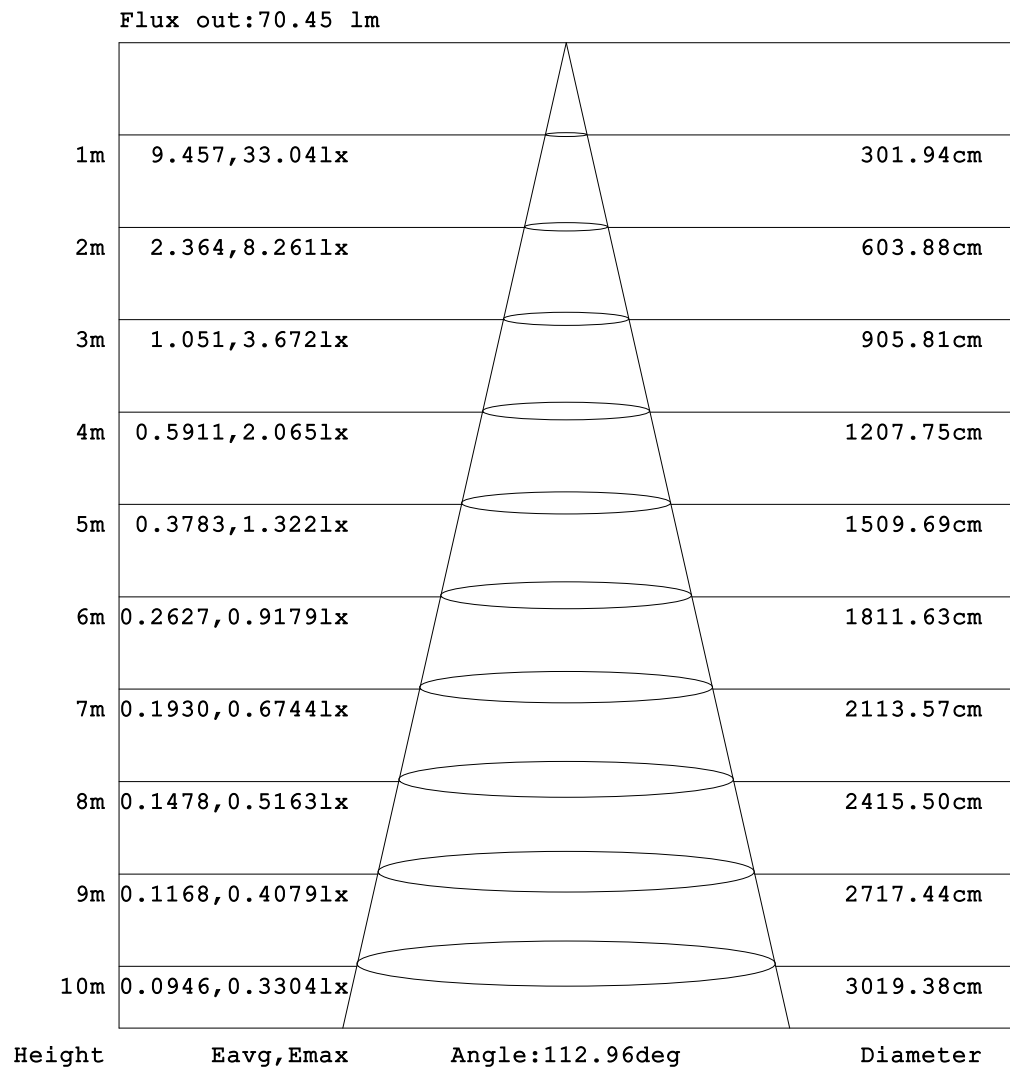 Flux out:70.45 lm
1m 9.457,33.04lx 301.94cm
2m 2.364,8.261lx 603.88cm
3m 1.051,3.672lx 905.81cm
4m 0.5911,2.065lx 1207.75cm
5m 0.3783,1.322lx 1509.69cm
6m 0.2627,0.9179lx 1811.63cm
7m 0.1930,0.6744lx 2113.57cm
8m 0.1478,0.5163lx 2415.50cm
9m 0.1168,0.4079lx 2717.44cm
10m 0.0946,0.3304lx 3019.38cm
Height Eavg,Emax Angle:112.96deg Diameter